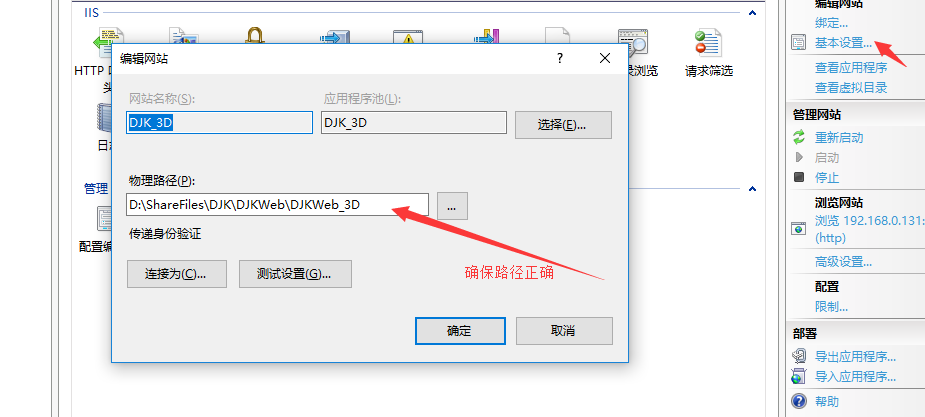 IIS
HTTP
头
日
录浏览
请求筛选
管理
配置编
编辑网站
?
网站名称(S):
应用程序池(L):
DJK_3D
DJK_3D
选择(E)...
物理路径(P):
D:\ShareFiles\DJK\DJKWeb\DJKWeb_3D
...
传递身份验证
连接为(C)...
测试设置(G)...
确保路径正确
确定
取消
编辑网站
绑定...
基本设置...
查看应用程序
查看虚拟目录
管理网站
重新启动
启动
停止
浏览网站
浏览 192.168.0.131:
(http)
高级设置...
配置
限制...
部署
导出应用程序...
导入应用程序...
帮助